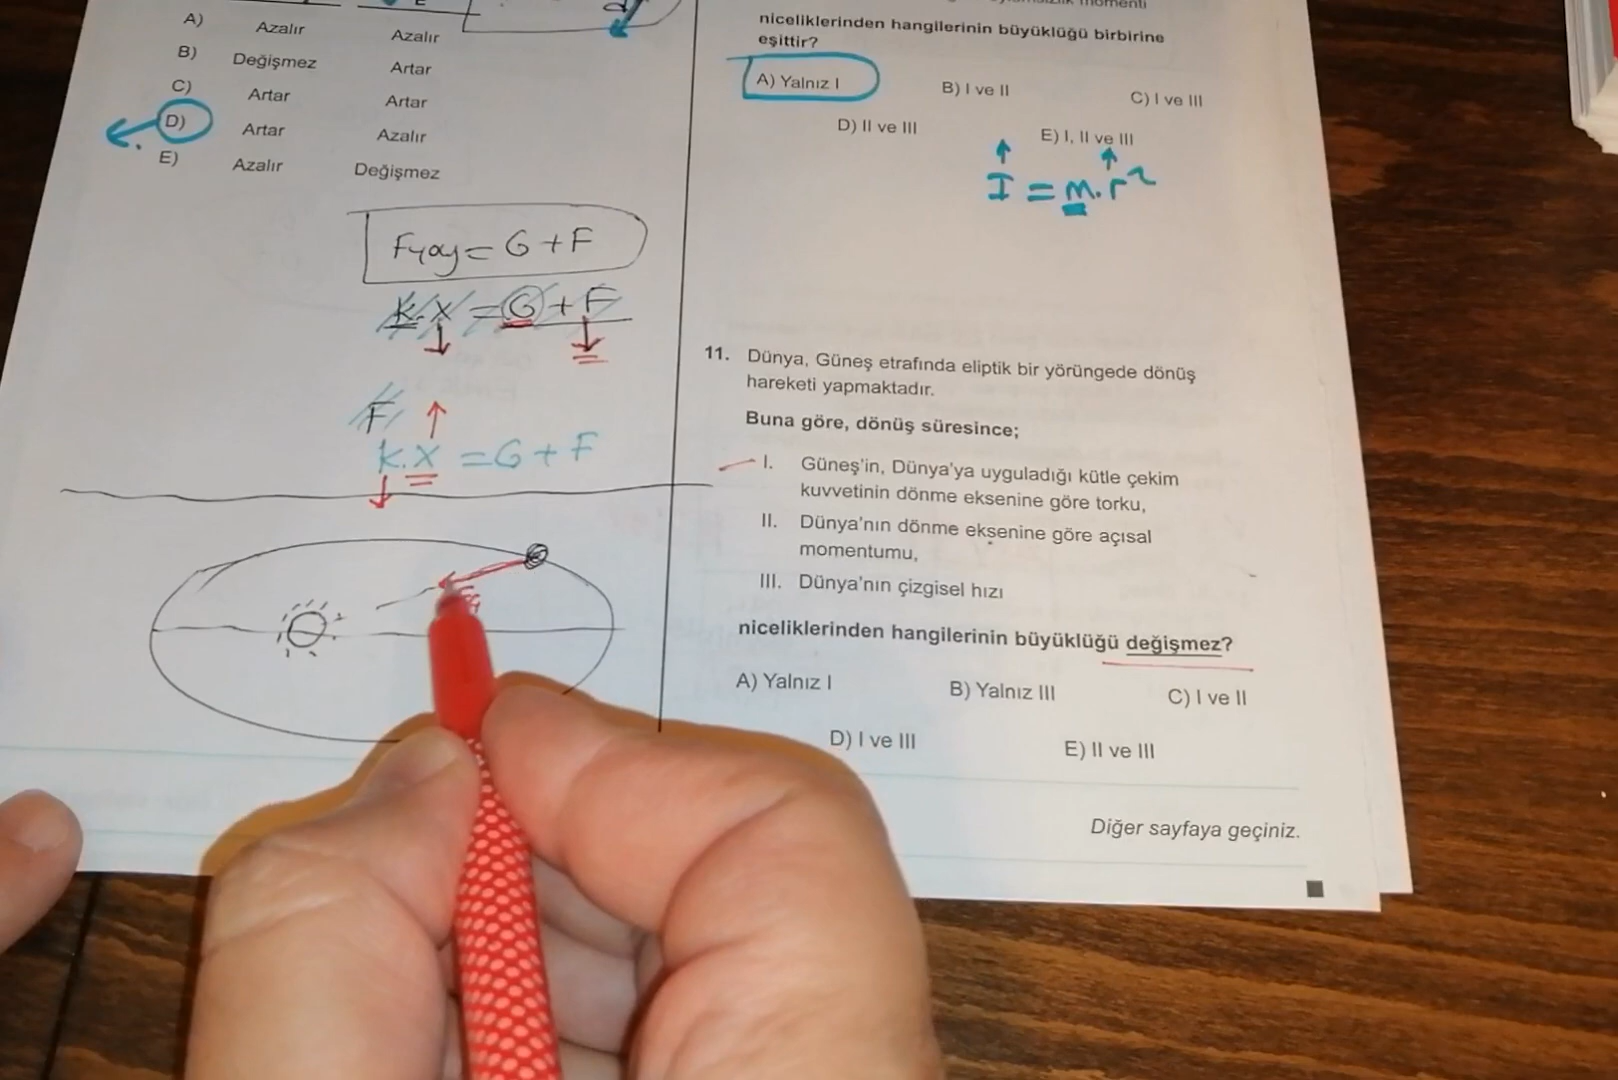 A) Azalır Azalır
B) Değişmez Artar
C) Artar Artar
D) Artar Azalır
E) Azalır Değişmez
Fyay = G + F
k.x = G + F
F
k.x = G + F
momenti
niceliklerinden hangilerinin büyüklüğü birbirine
eşittir?
A) Yalnız I B) I ve II C) I ve III
D) II ve III E) I, II ve III
I = m.r²
11. Dünya, Güneş etrafında eliptik bir yörüngede dönüş
hareketi yapmaktadır.
Buna göre, dönüş süresince;
I. Güneş'in, Dünya'ya uyguladığı kütle çekim
kuvvetinin dönme eksenine göre torku,
II. Dünya'nın dönme eksenine göre açısal
momentumu,
III. Dünya'nın çizgisel hızı
niceliklerinden hangilerinin büyüklüğü değişmez?
A) Yalnız I B) Yalnız III C) I ve II
D) I ve III E) II ve III
Diğer sayfaya geçiniz.